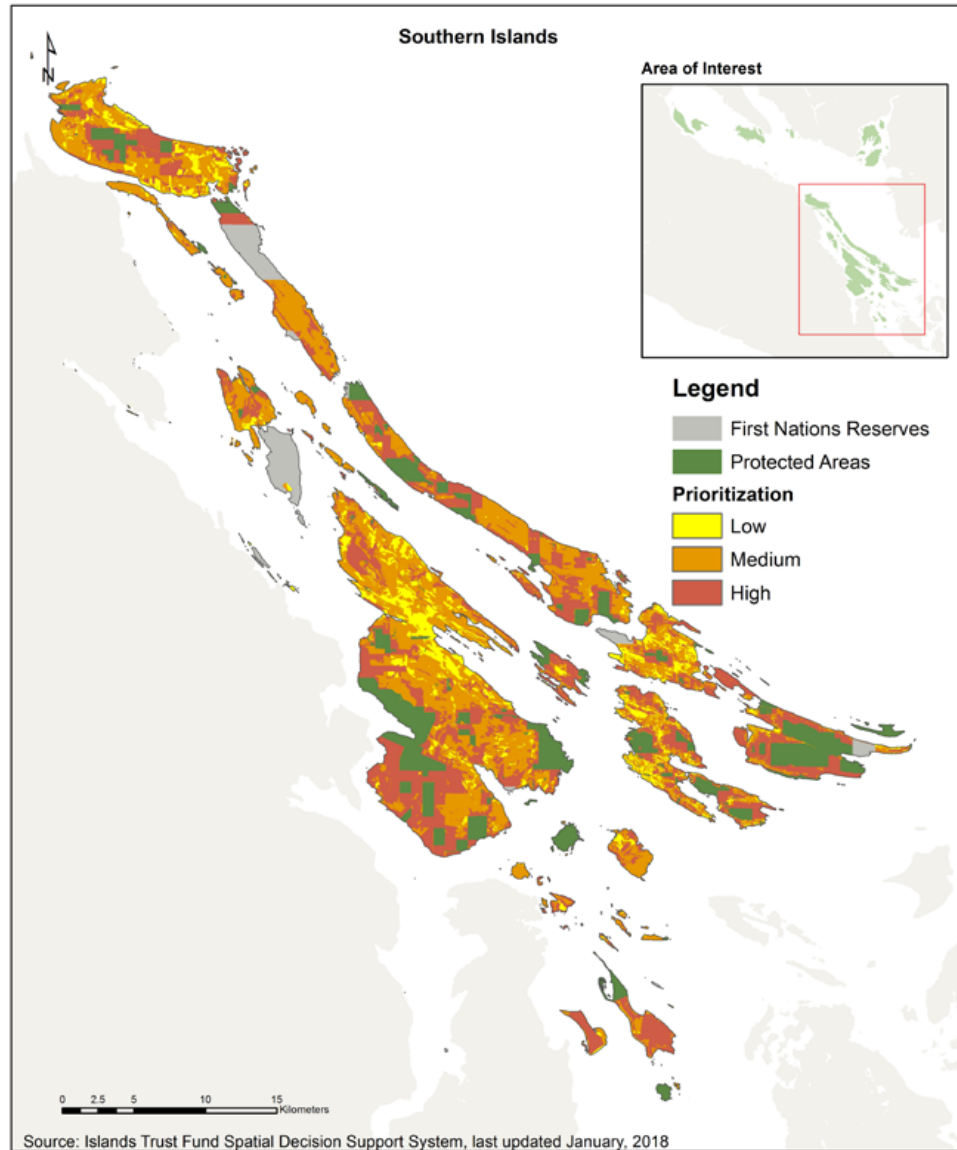 Southern Islands
N
Area of Interest
Legend
First Nations Reserves
Protected Areas
Prioritization
Low
Medium
High
0 2.5 5 10 15
Kilometers
Source: Islands Trust Fund Spatial Decision Support System, last updated January, 2018